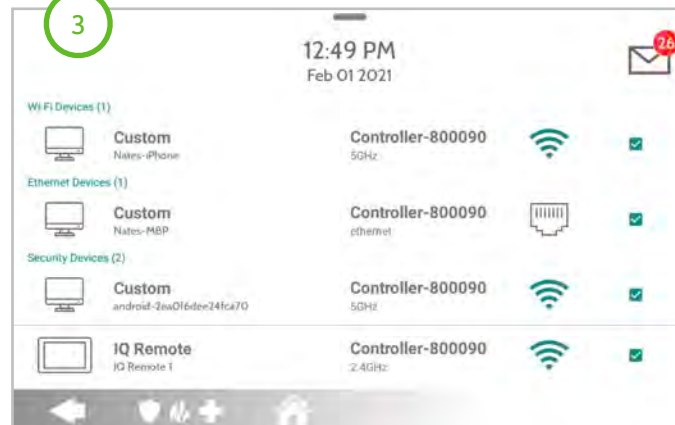 3
12:49 PM
26
Feb 01 2021
Wi-Fi Devices (1)
Custom Controller-800090
Nates-iPhone 5GHz
Ethernet Devices (1)
Custom Controller-800090
Nates-MBP ethernet
Security Devices (2)
Custom Controller-800090
android-2ea0f6dee24fca70 5GHz
IQ Remote Controller-800090
IQ Remote 1 2.4GHz